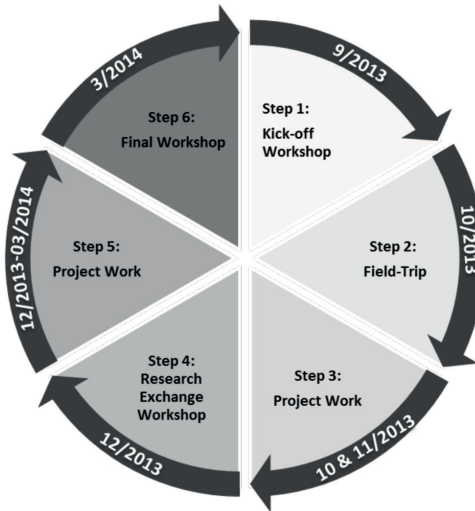 9/2013
Step 1:
Kick-off
Workshop
10/2013
Step 2:
Field-Trip
10 & 11/2013
Step 3:
Project Work
12/2013
Step 4:
Research
Exchange
Workshop
12/2013-03/2014
Step 5:
Project Work
3/2014
Step 6:
Final Workshop